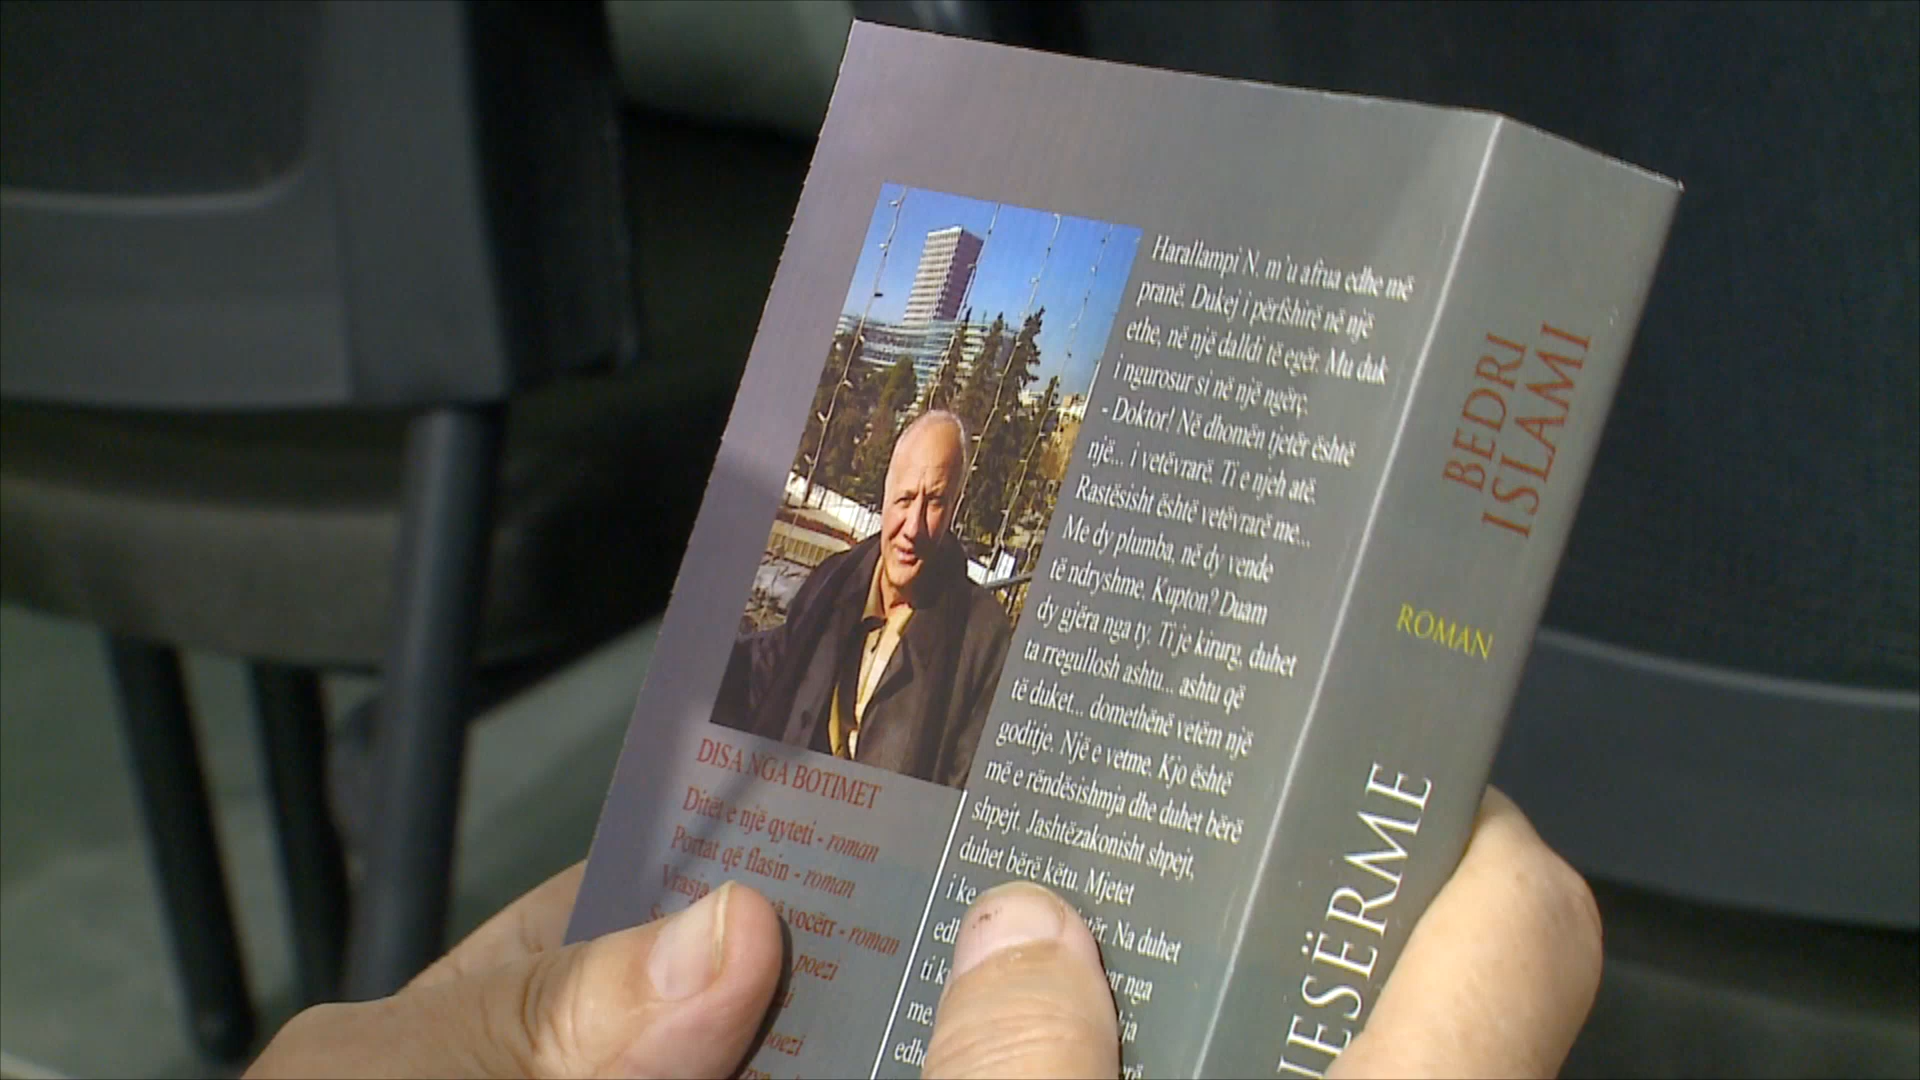 Harallampi N. m'u afrua edhe më
pranë. Dukej i përfshirë në një
ethe, në një dalldi të egër. Mu duk
i ngurosur si në një ngërç.
- Doktor! Në dhomën tjetër është
një... i vetëvrarë. Ti e njeh atë.
Rastësisht është vetëvrarë me...
Me dy plumba, në dy vende
të ndryshme. Kupton? Duam
dy gjëra nga ty. Ti je kirurg, duhet
ta rregullosh ashtu... ashtu që
të duket... domethënë vetëm një
goditje. Një e vetme. Kjo është
më e rëndësishmja dhe duhet bërë
shpejt. Jashtëzakonisht shpejt,
duhet bërë këtu. Mjetet
i ke
Na duhet
ti
nga
me.
DISA NGA BOTIMET
Ditët e një qyteti - roman
Portat që flasin - roman
Vrasja vocërr - roman
poezi
poezi
BEDRI
ISLAMI
ROMAN